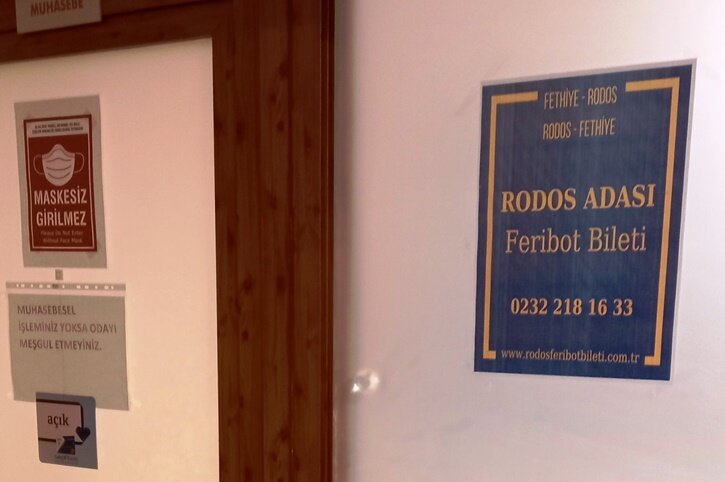 MUHASEBE
MASKESİZ
GİRİLMEZ
Please Do Not Enter
Without Face Mask
MUHASEBESEL
İŞLEMİNİZ YOKSA ODAYI
MEŞGUL ETMEYİNİZ.
açık
FETHİYE - RODOS
RODOS - FETHİYE
RODOS ADASI
Feribot Bileti
0232 218 16 33
www.rodosferibotbileti.com.tr